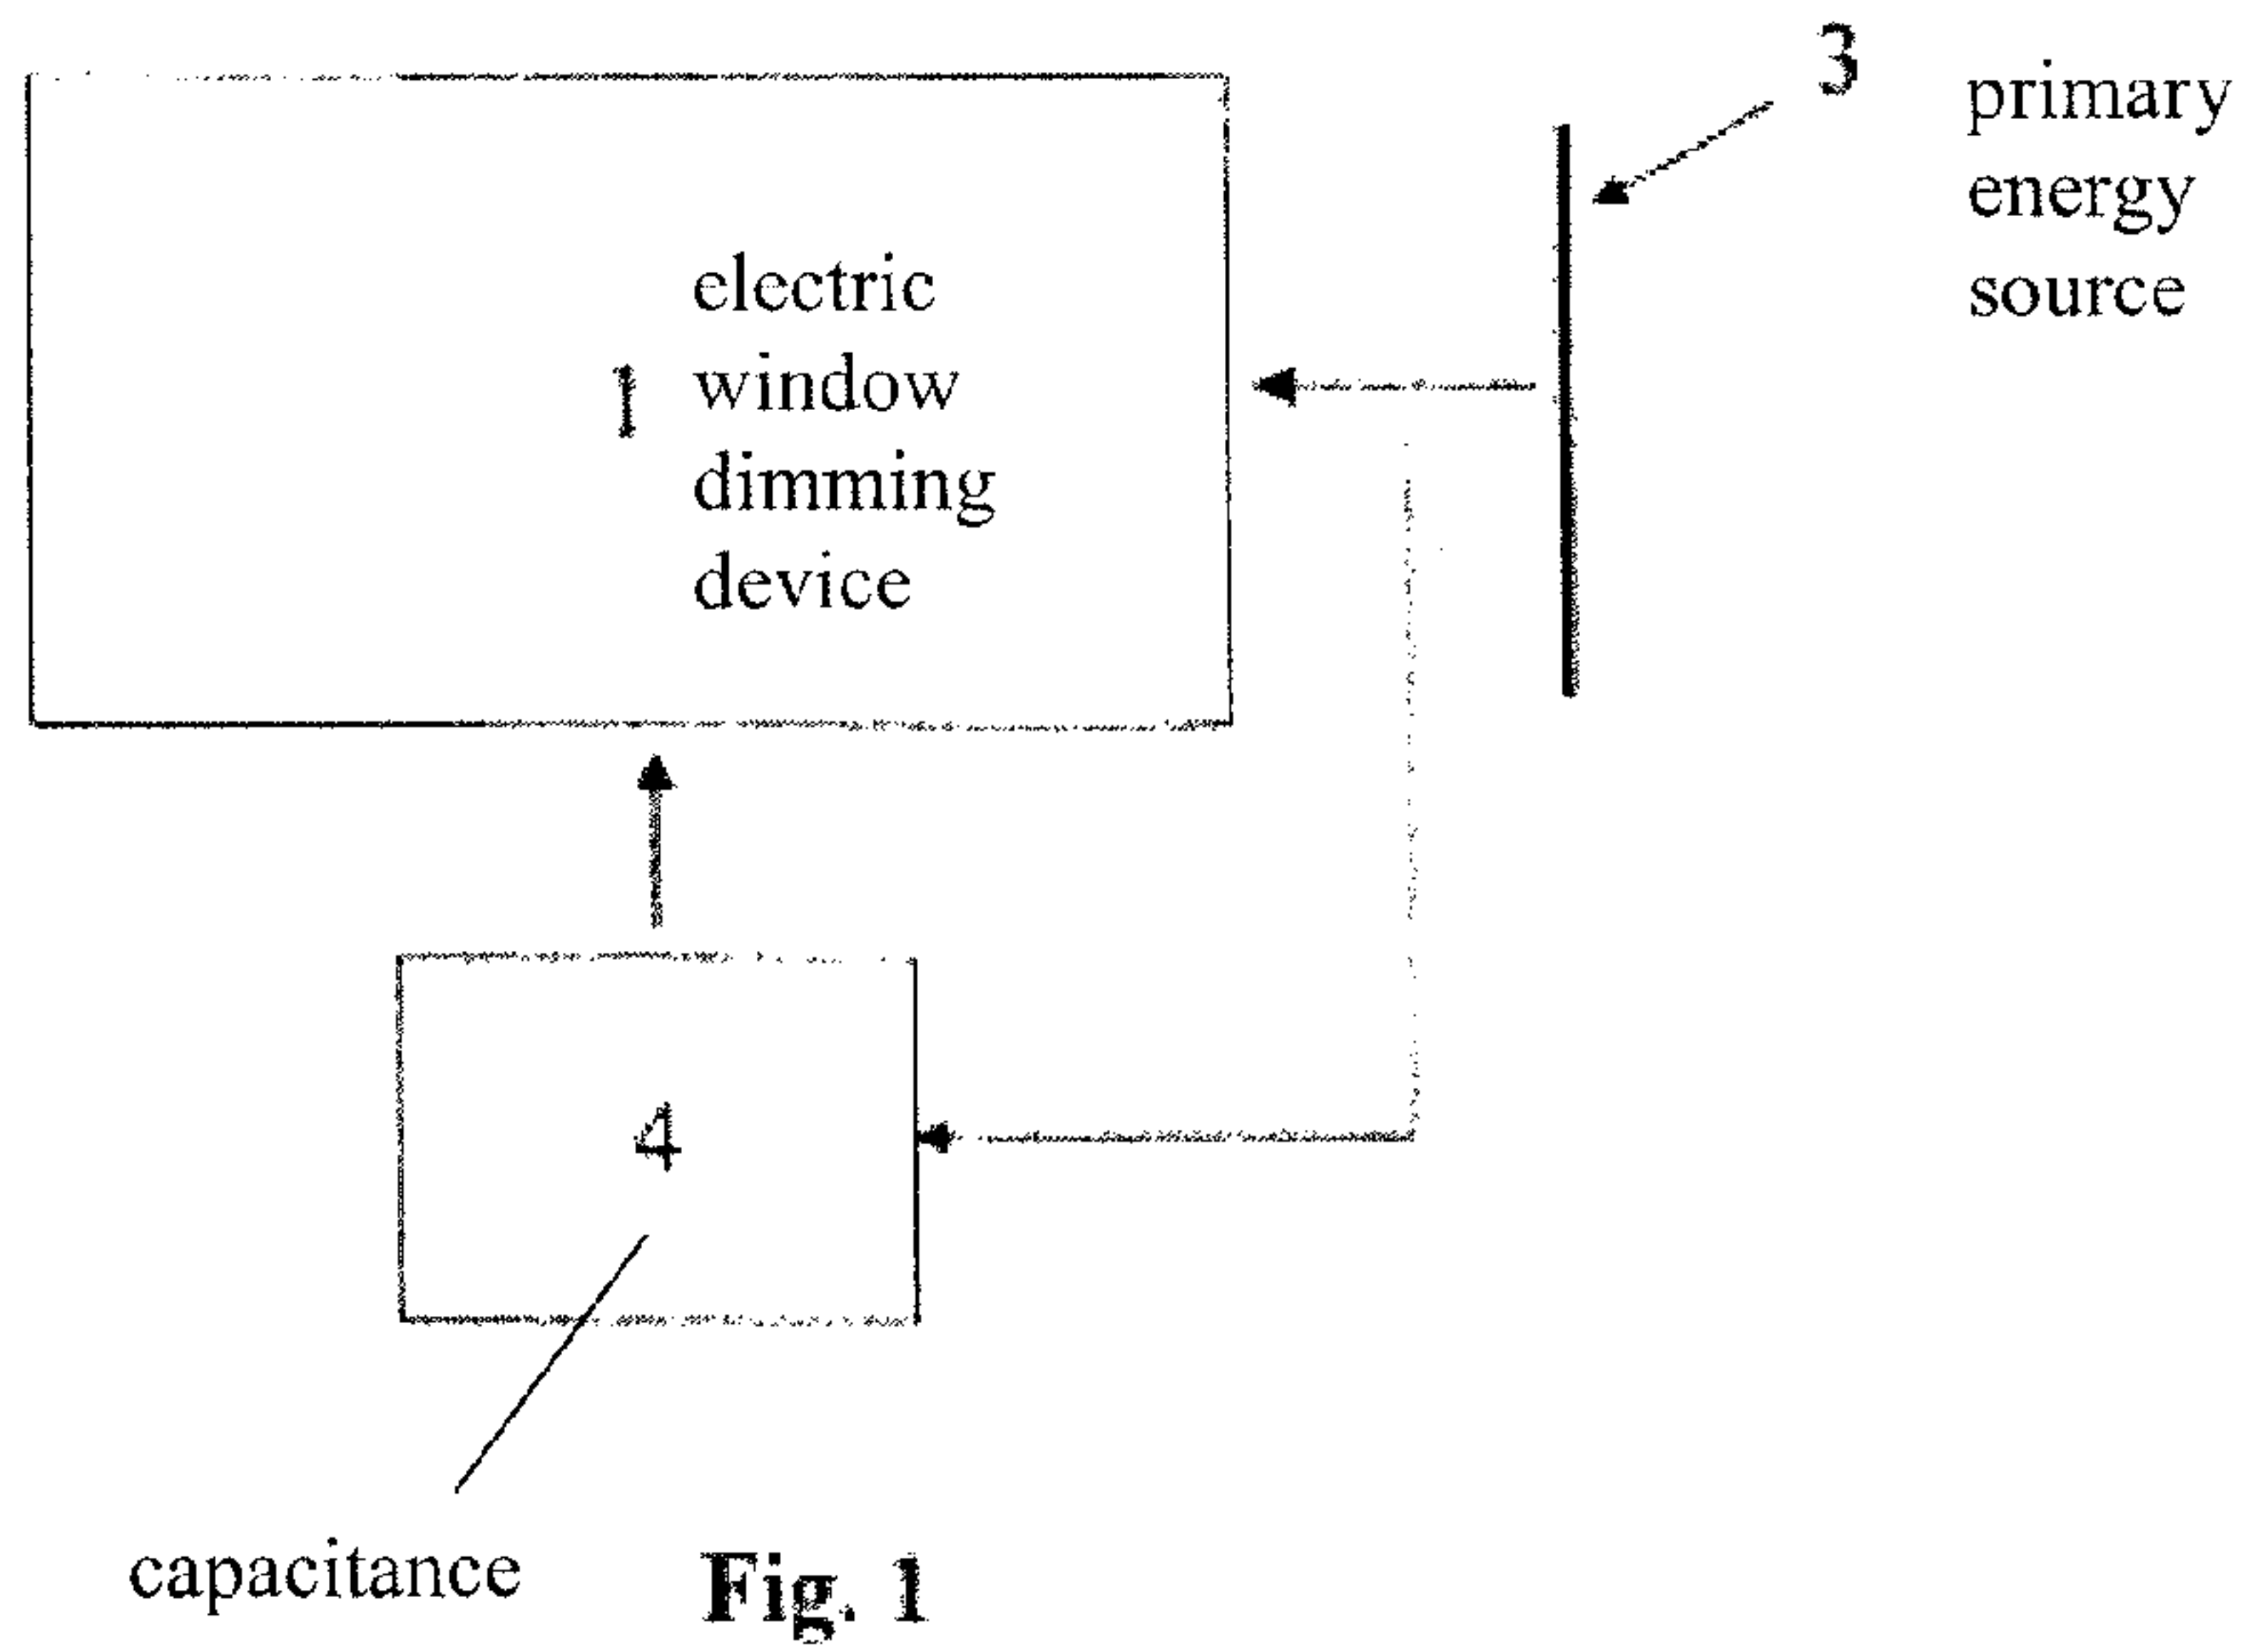 3
primary
energy
source
electric
1 window
dimming
device
4
capacitance
Fig. 1